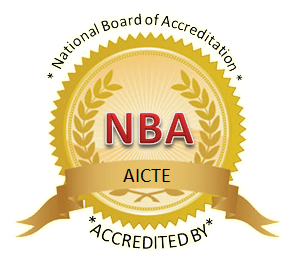 * National Board of Accreditation *
NBA
AICTE
*ACCREDITED BY*